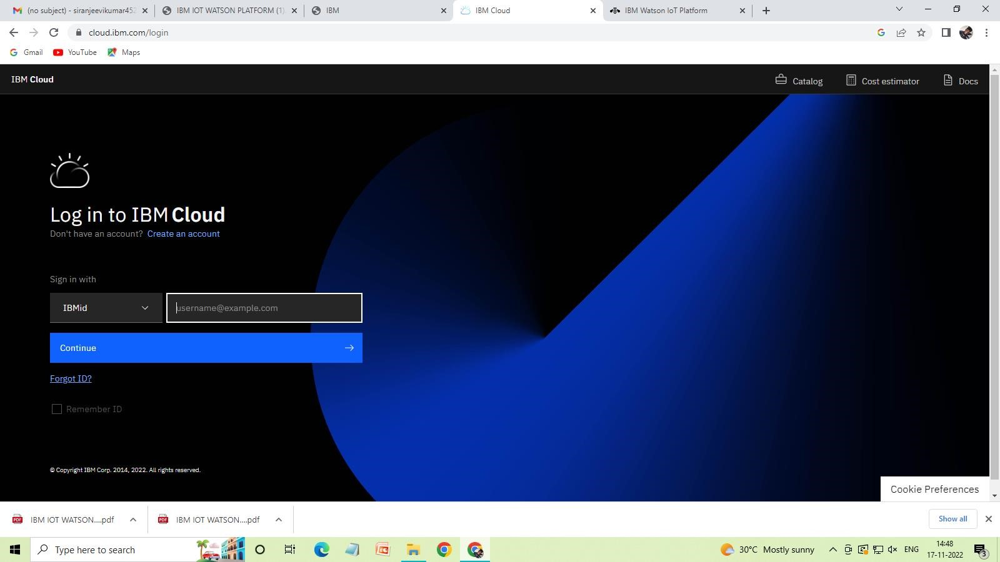 (no subject) - siranjeevikumar452
IBM IOT WATSON PLATFORM (1)
IBM
IBM Cloud
IBM Watson IoT Platform
cloud.ibm.com/login
Gmail
YouTube
Maps
IBM Cloud
Catalog
Cost estimator
Docs
Log in to IBM Cloud
Don't have an account? Create an account
Sign in with
IBMid
username@example.com
Continue
Forgot ID?
Remember ID
© Copyright IBM Corp. 2014, 2022. All rights reserved.
Cookie Preferences
PDF
IBM IOT WATSON....pdf
PDF
IBM IOT WATSON....pdf
Show all
Type here to search
30°C Mostly sunny
ENG
14:48
17-11-2022
3